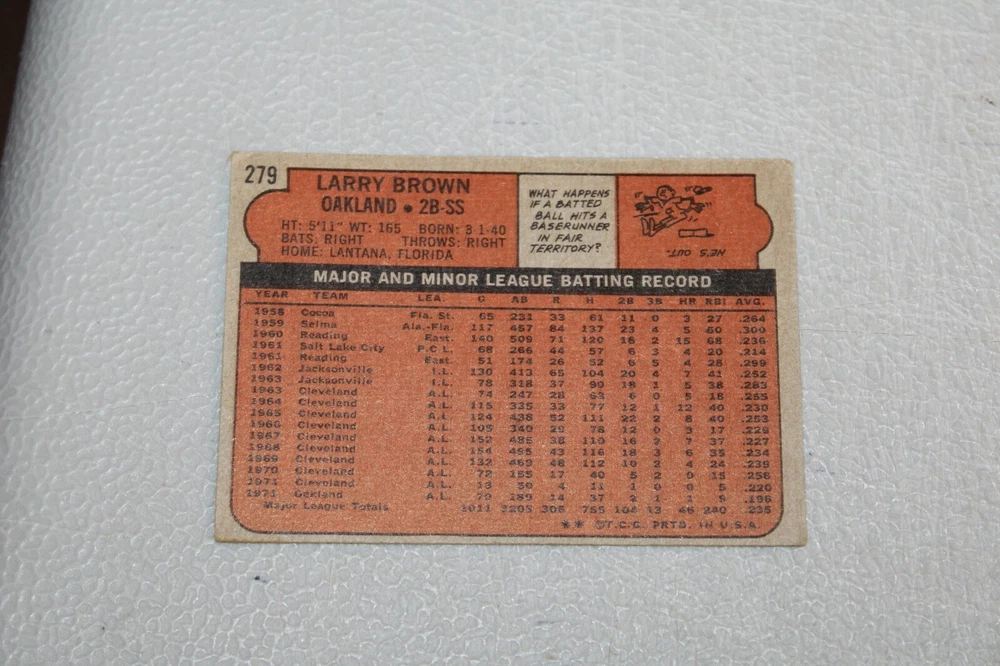 279
LARRY BROWN
OAKLAND • 2B-SS
HT: 5'11" WT: 165 BORN: 3-1-40
BATS: RIGHT THROWS: RIGHT
HOME: LANTANA, FLORIDA
WHAT HAPPENS
IF A BATTED
BALL HITS A
BASERUNNER
IN FAIR
TERRITORY?
HE'S OUT.
MAJOR AND MINOR LEAGUE BATTING RECORD
YEAR TEAM LEA. G AB R H 2B 3B HR RBI AVG.
1958 Cocoa Fla. St. 65 231 33 61 11 0 3 27 .264
1959 Selma Ala.-Fla. 117 457 84 137 23 4 5 60 .300
1960 Reading East. 140 509 71 120 18 2 15 68 .236
1961 Salt Lake City P.C.L. 68 266 44 57 6 3 4 20 .214
1961 Reading East. 51 174 26 52 6 5 4 28 .299
1962 Jacksonville I.L. 130 413 65 104 20 4 7 41 .252
1963 Jacksonville I.L. 78 318 37 90 18 1 5 38 .283
1963 Cleveland A.L. 74 247 28 63 6 0 5 18 .255
1964 Cleveland A.L. 115 335 33 77 12 1 12 40 .230
1965 Cleveland A.L. 124 438 52 111 22 2 8 40 .253
1966 Cleveland A.L. 105 340 29 78 12 0 3 17 .229
1967 Cleveland A.L. 152 485 38 110 16 2 7 37 .227
1968 Cleveland A.L. 154 495 43 116 18 3 6 35 .234
1969 Cleveland A.L. 132 469 48 112 10 2 4 24 .239
1970 Cleveland A.L. 72 155 17 40 5 2 0 15 .258
1971 Cleveland A.L. 13 50 4 11 1 0 0 5 .220
1971 Oakland A.L. 70 189 14 37 2 1 1 9 .196
Major League Totals 1011 3203 306 755 104 13 46 240 .235
** ©T.C.G. PRTD. IN U.S.A.